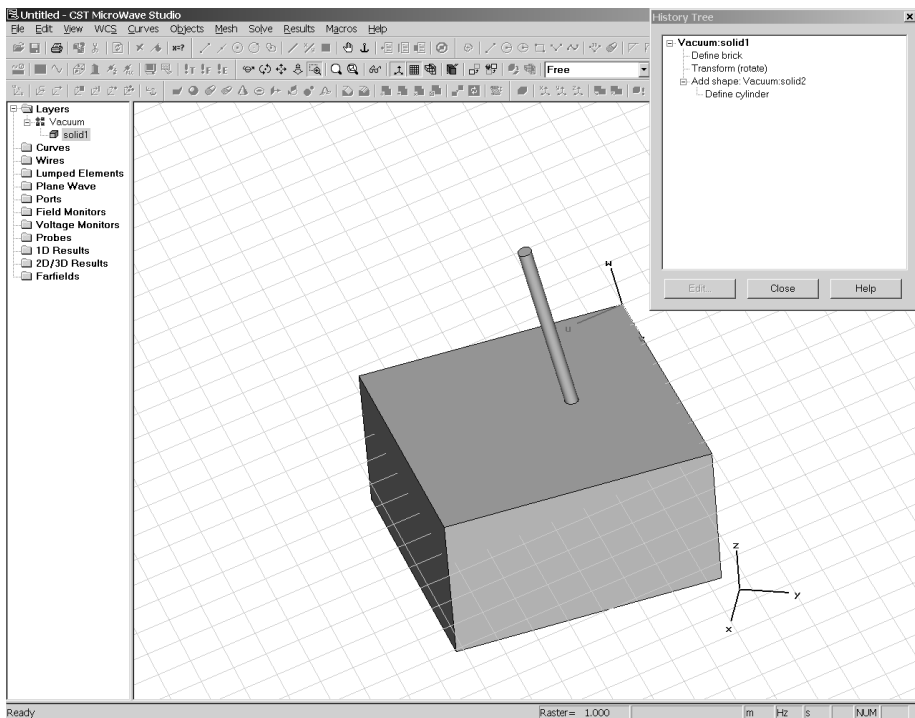 Untitled - CST MicroWave Studio
File Edit View WCS Curves Objects Mesh Solve Results Macros Help
Free
Layers
Vacuum
solid1
Curves
Wires
Lumped Elements
Plane Wave
Ports
Field Monitors
Voltage Monitors
Probes
1D Results
2D/3D Results
Farfields
History Tree
Vacuum:solid1
Define brick
Transform (rotate)
Add shape: Vacuum:solid2
Define cylinder
Edit... Close Help
w
u
z
y
x
Ready Raster= 1.000 m Hz s NUM